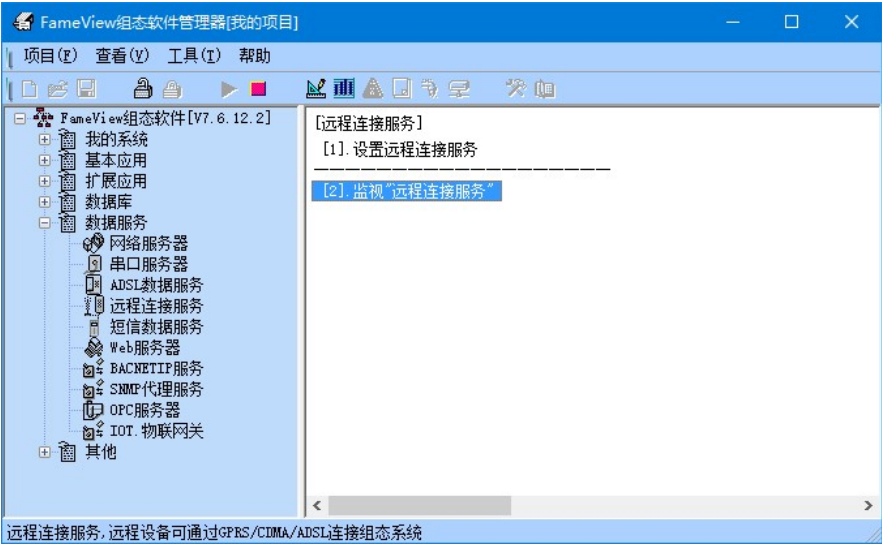 FameView组态软件管理器[我的项目]
项目(F) 查看(V) 工具(T) 帮助
FameView组态软件[V7.6.12.2]
我的系统
基本应用
扩展应用
数据库
数据服务
网络服务器
串口服务器
ADSL数据服务
远程连接服务
短信数据服务
Web服务器
BACNETIP服务
SNMP代理服务
OPC服务器
IOT.物联网关
其他
[远程连接服务]
[1].设置远程连接服务
[2].监视"远程连接服务"
远程连接服务,远程设备可通过GPRS/CDMA/ADSL连接组态系统